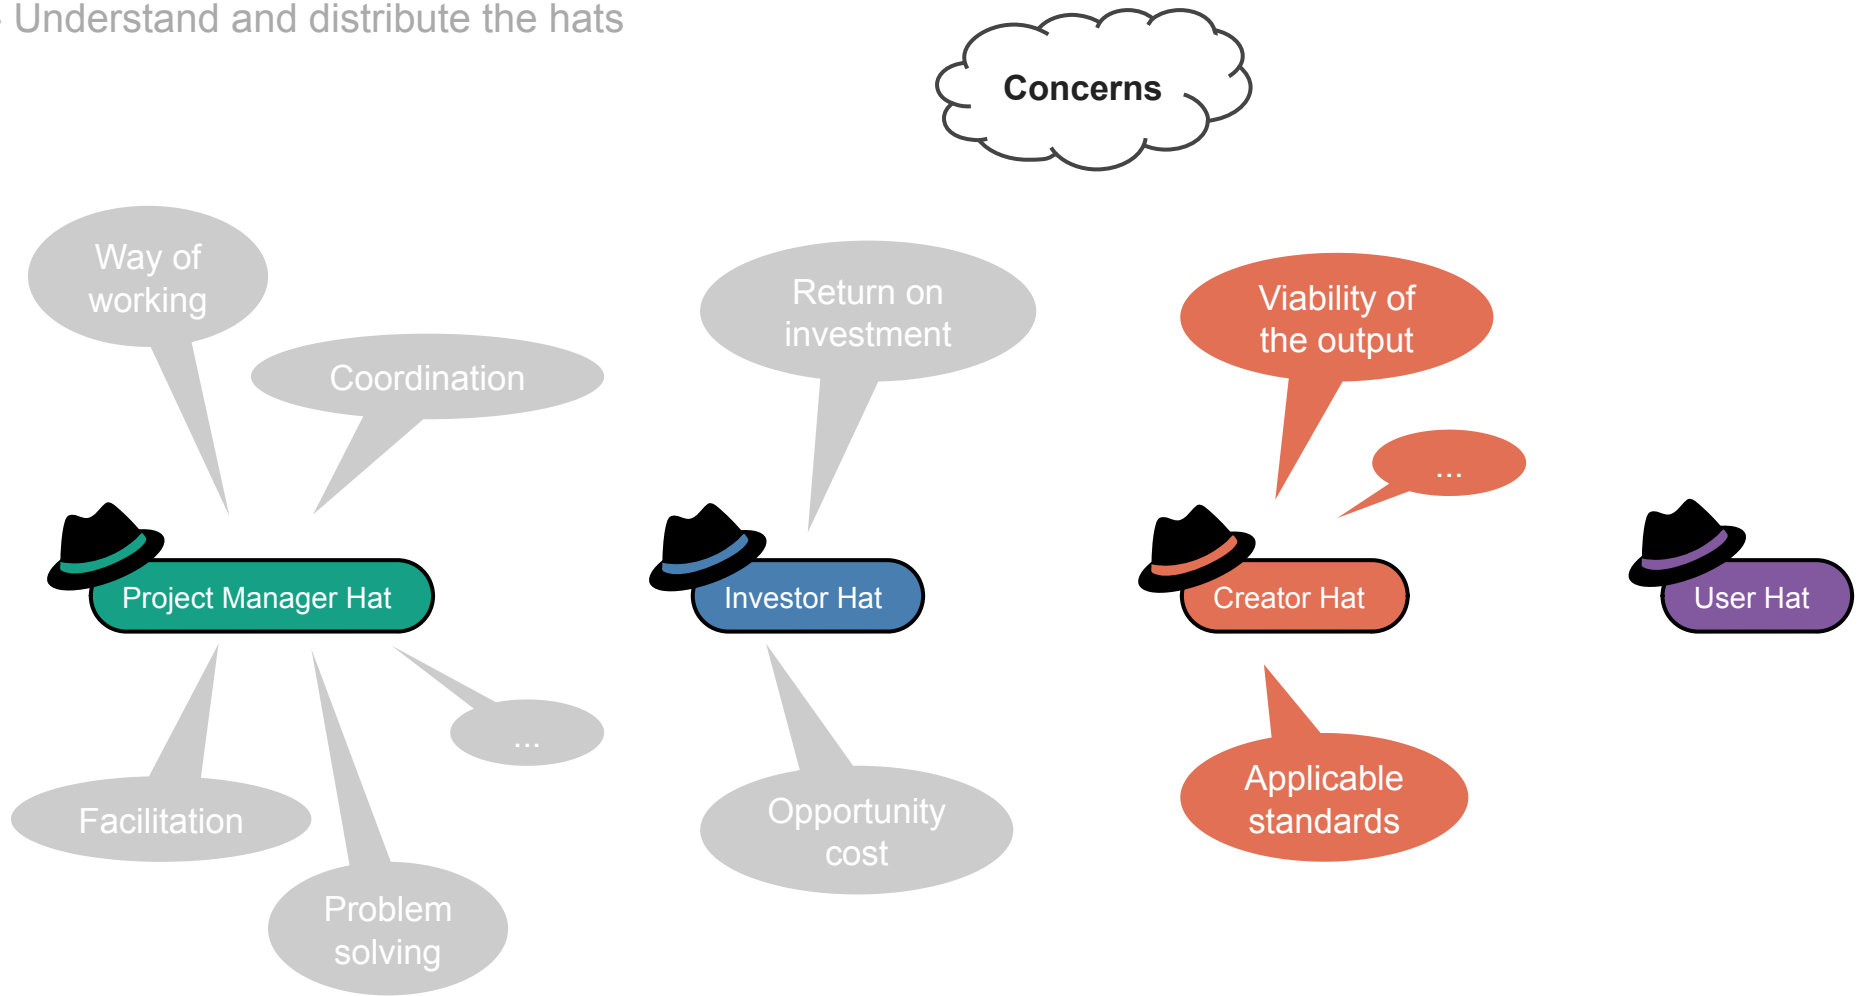 - Understand and distribute the hats
Concerns
Way of
working
Coordination
Return on
investment
Viability of
the output
...
Project Manager Hat
Investor Hat
Creator Hat
User Hat
...
Facilitation
Problem
solving
Opportunity
cost
Applicable
standards